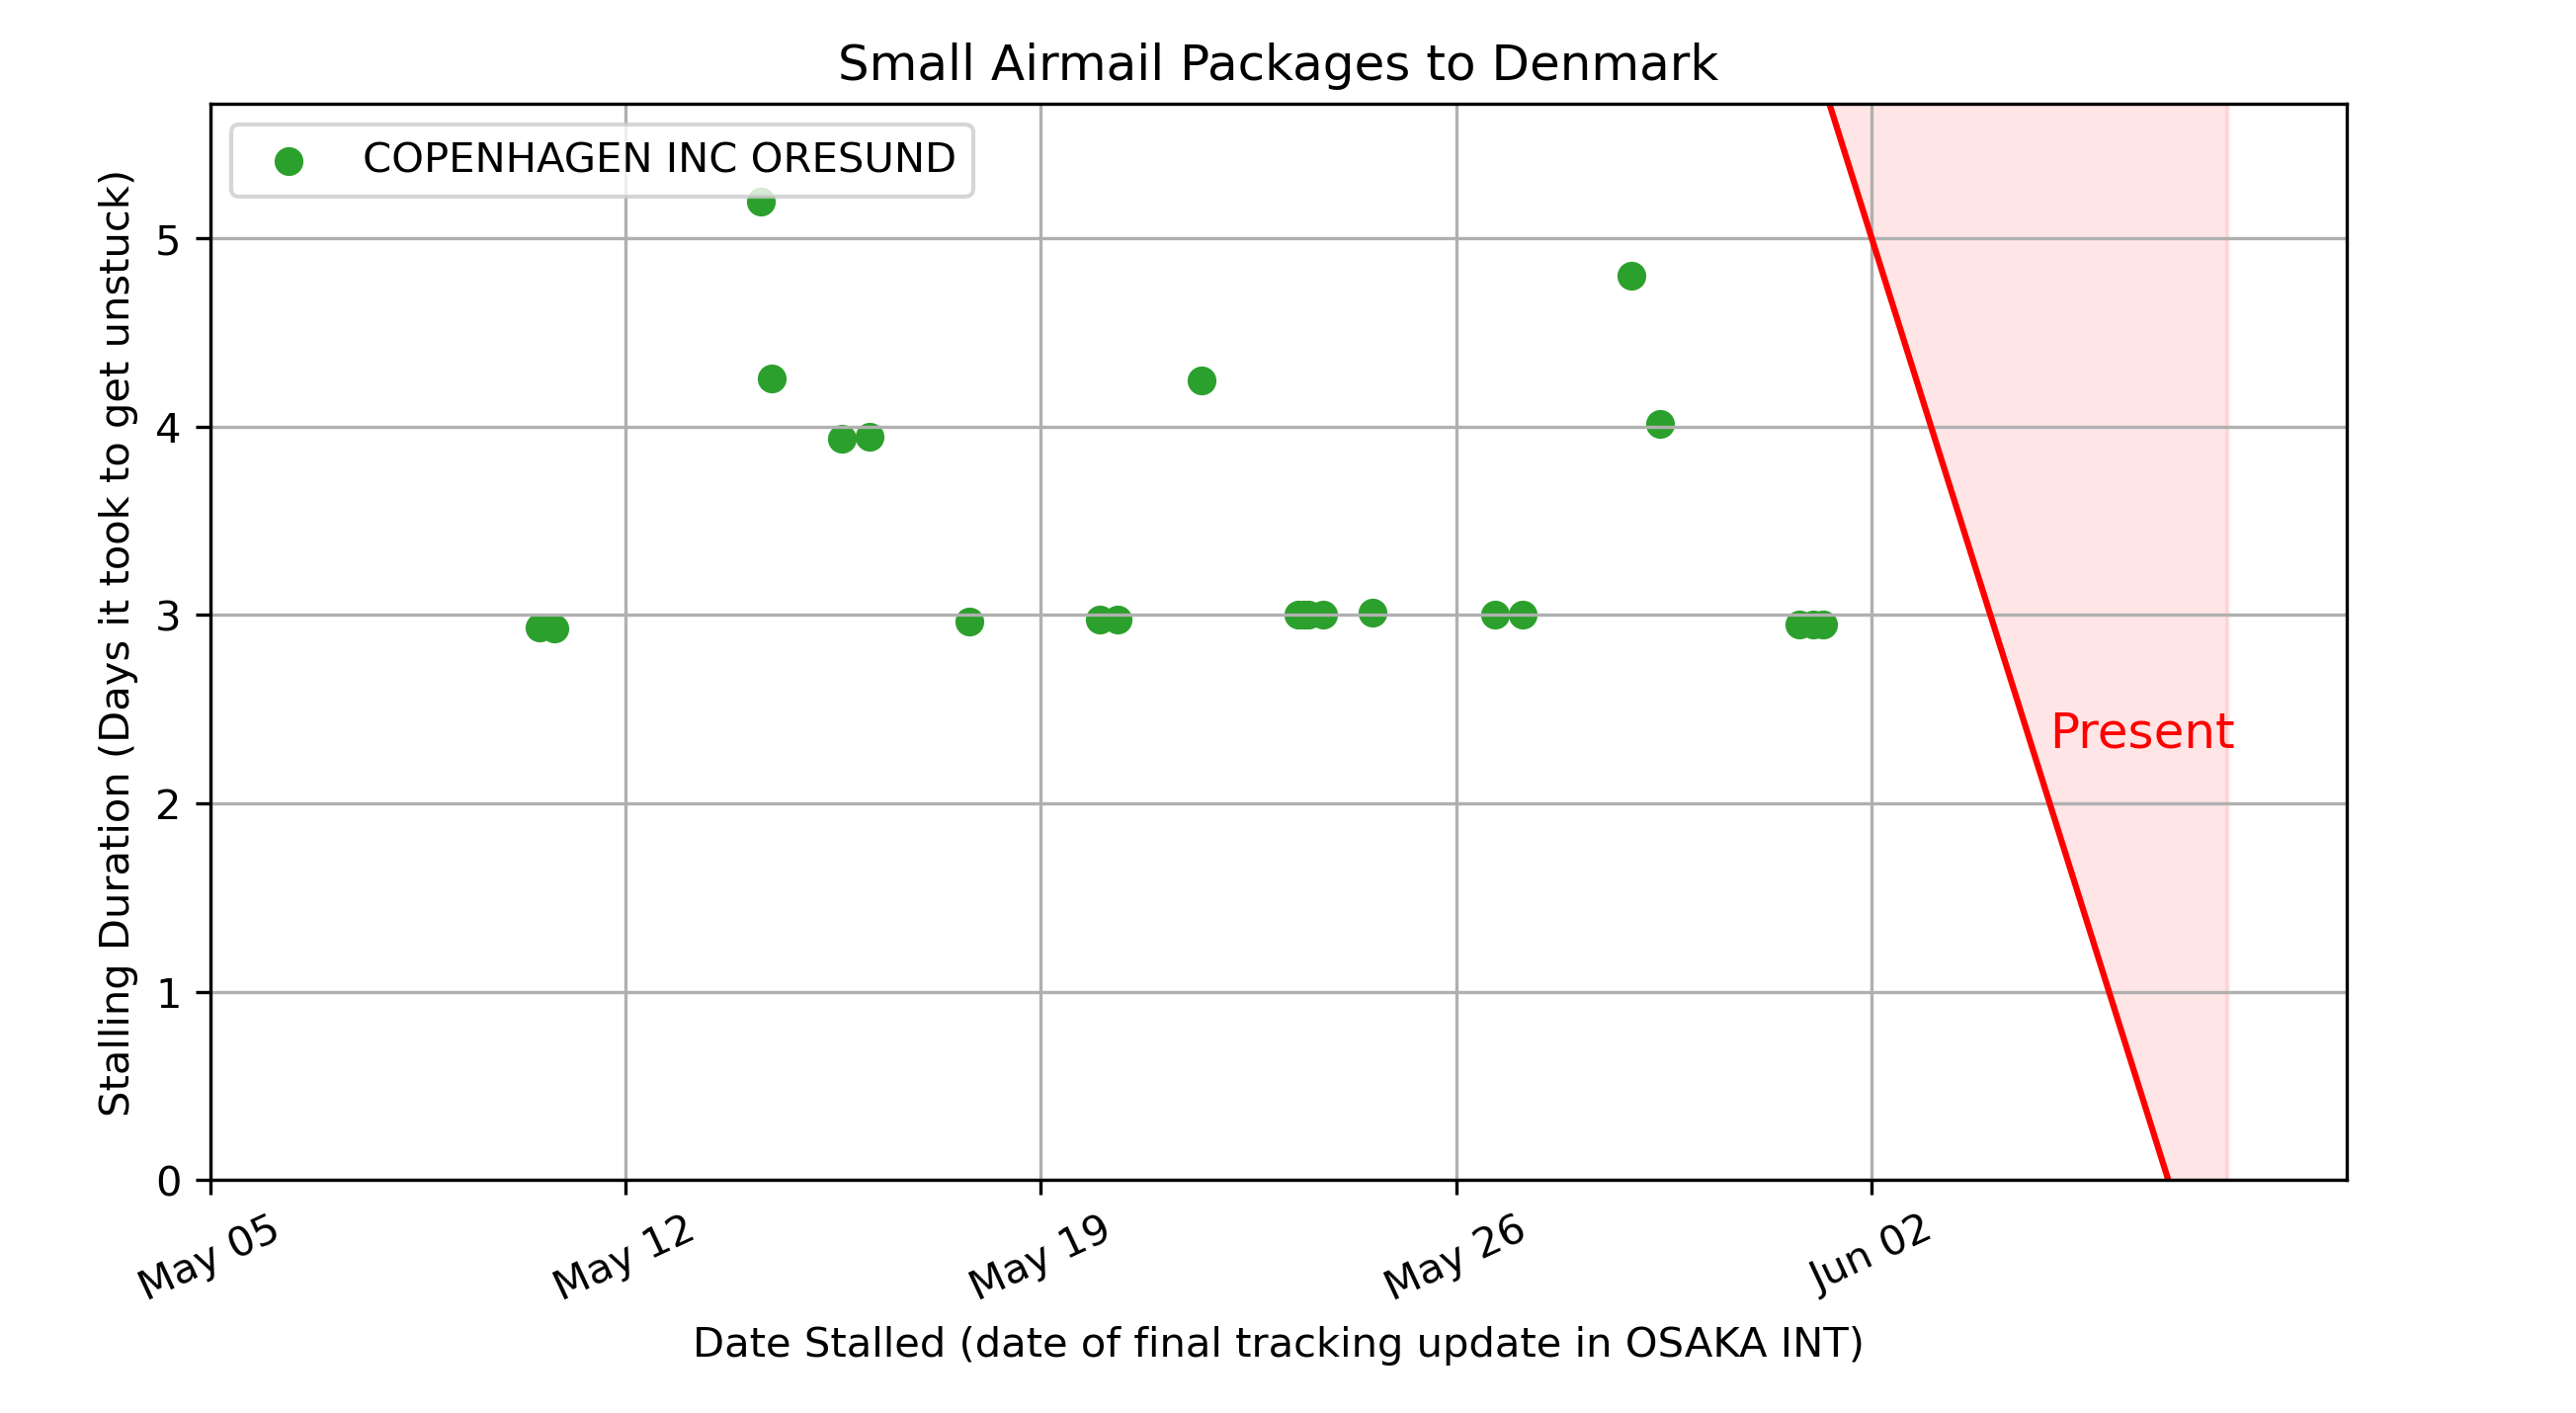 Small Airmail Packages to Denmark
COPENHAGEN INC ORESUND
Stalling Duration (Days it took to get unstuck)
5
4
3
2
1
0
Present
May 05
May 12
May 19
May 26
Jun 02
Date Stalled (date of final tracking update in OSAKA INT)